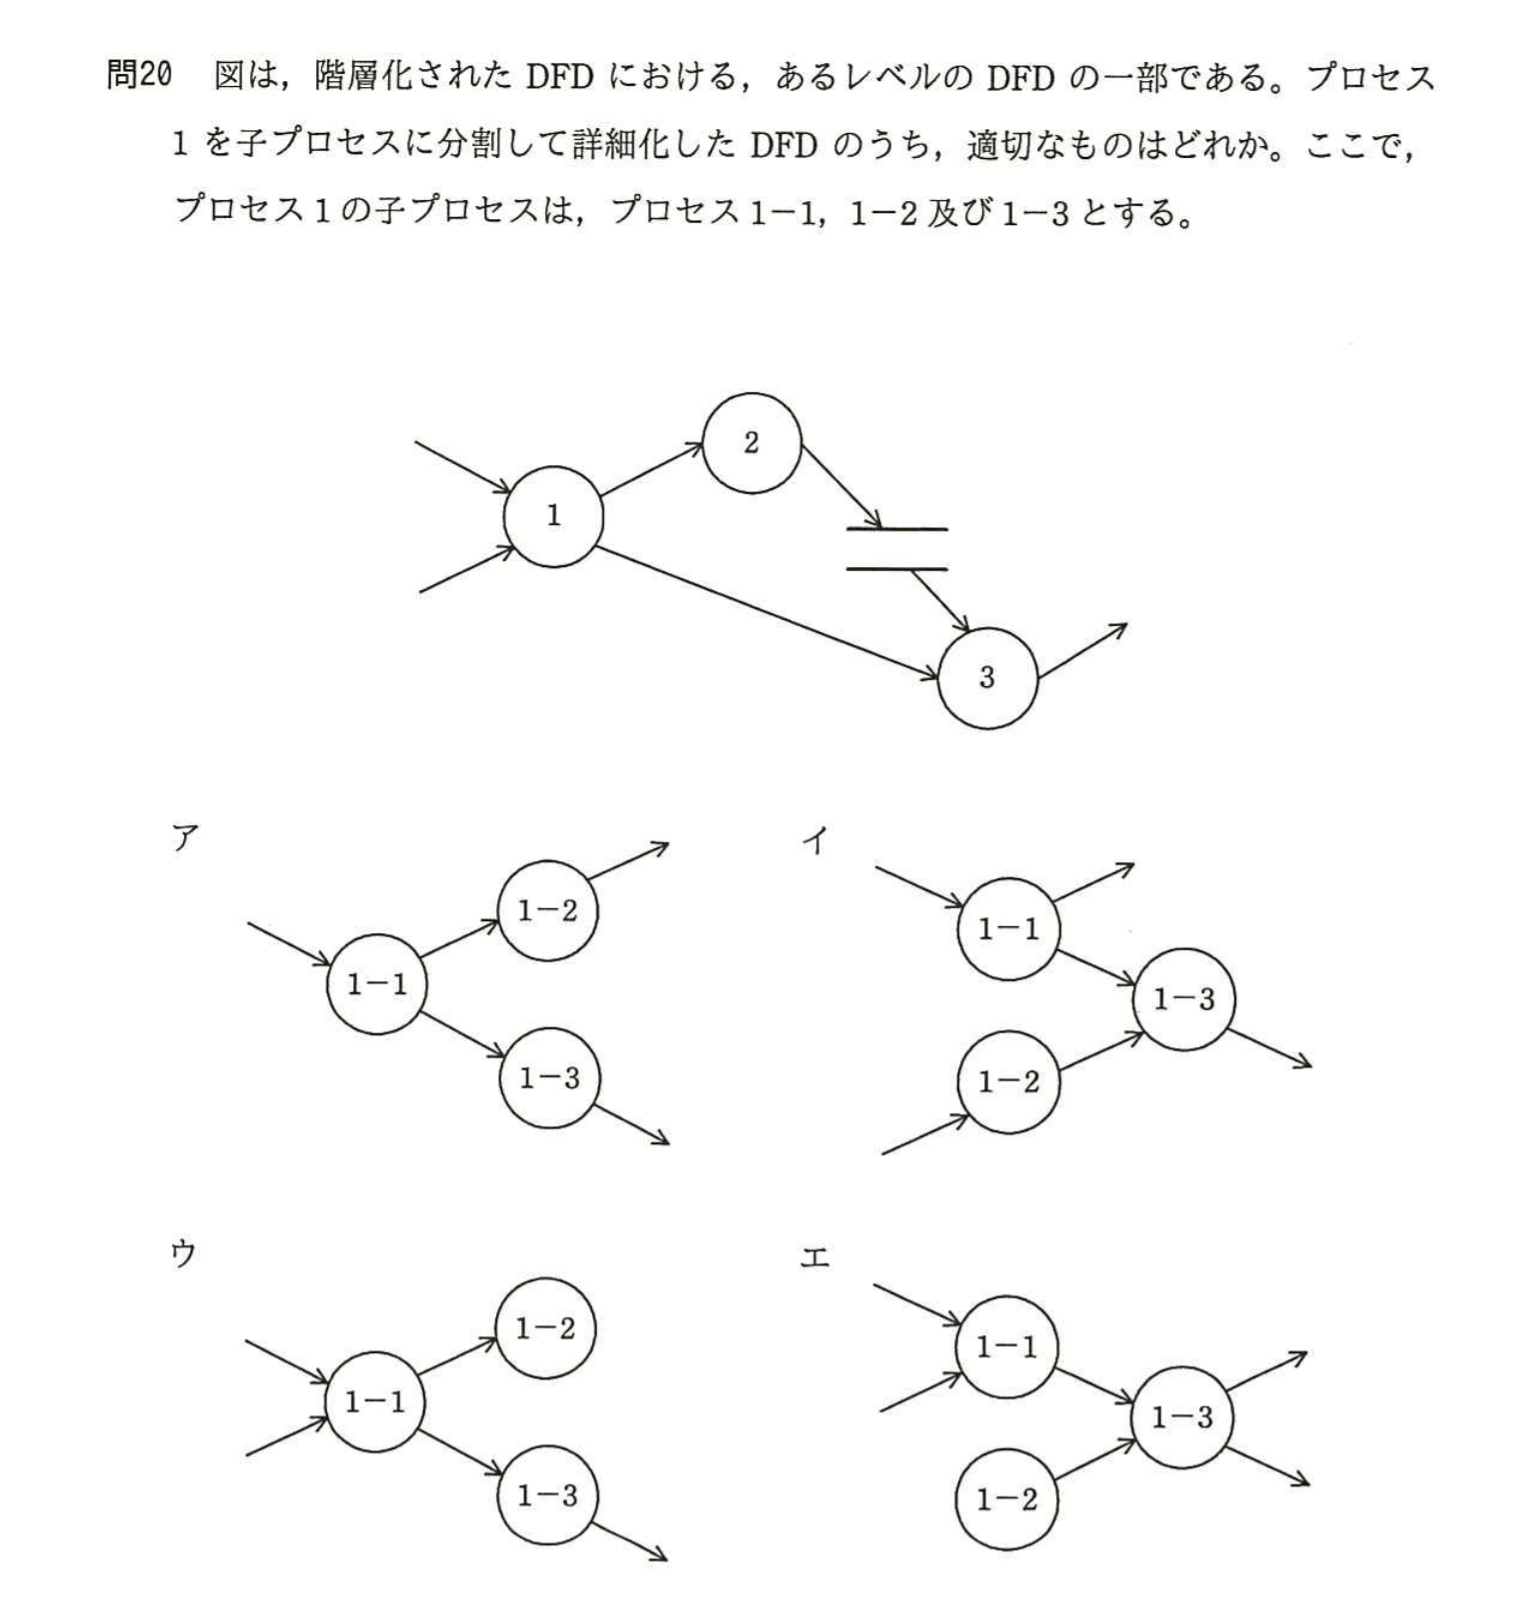 問20 図は，階層化された DFD における，あるレベルの DFD の一部である。プロセス
1 を子プロセスに分割して詳細化した DFD のうち，適切なものはどれか。ここで，
プロセス1の子プロセスは，プロセス1−1，1−2及び1−3とする。
2
1
3
ア
1−2
1−1
1−3
イ
1−1
1−3
1−2
ウ
1−2
1−1
1−3
エ
1−1
1−3
1−2